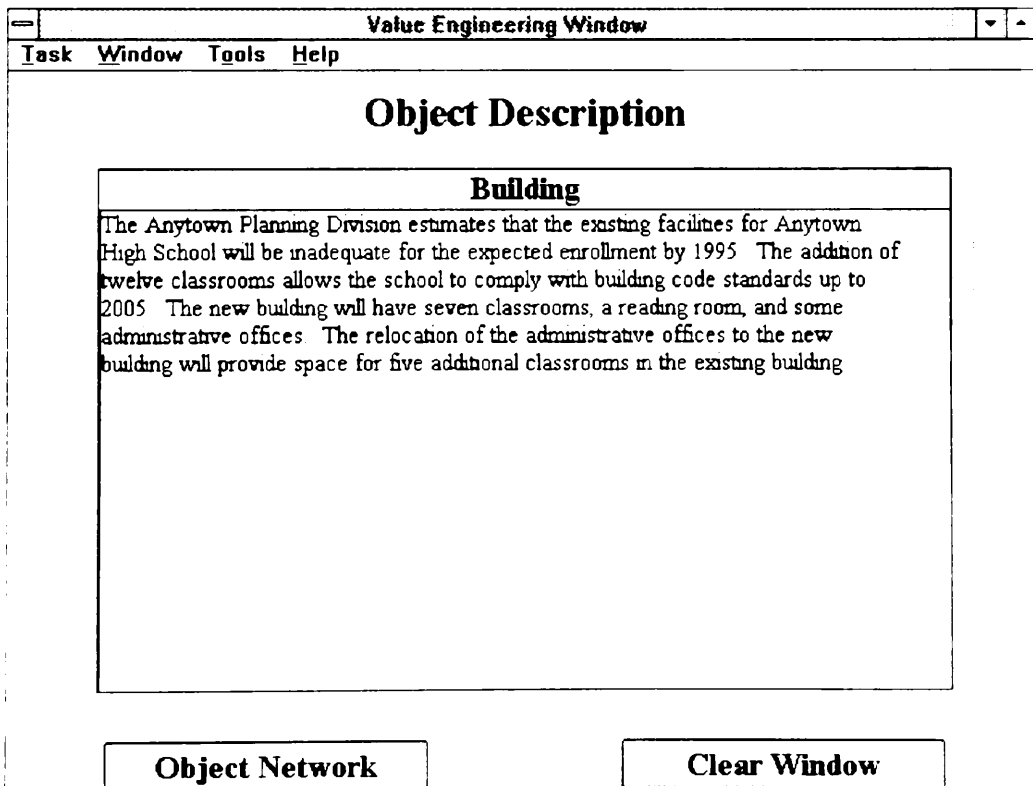 Value Engineering Window
Task Window Tools Help
Object Description
Building
The Anytown Planning Division estimates that the existing facilities for Anytown
High School will be inadequate for the expected enrollment by 1995 The addition of
twelve classrooms allows the school to comply with building code standards up to
2005 The new building will have seven classrooms, a reading room, and some
administrative offices The relocation of the administrative offices to the new
building will provide space for five additional classrooms in the existing building
Object Network
Clear Window